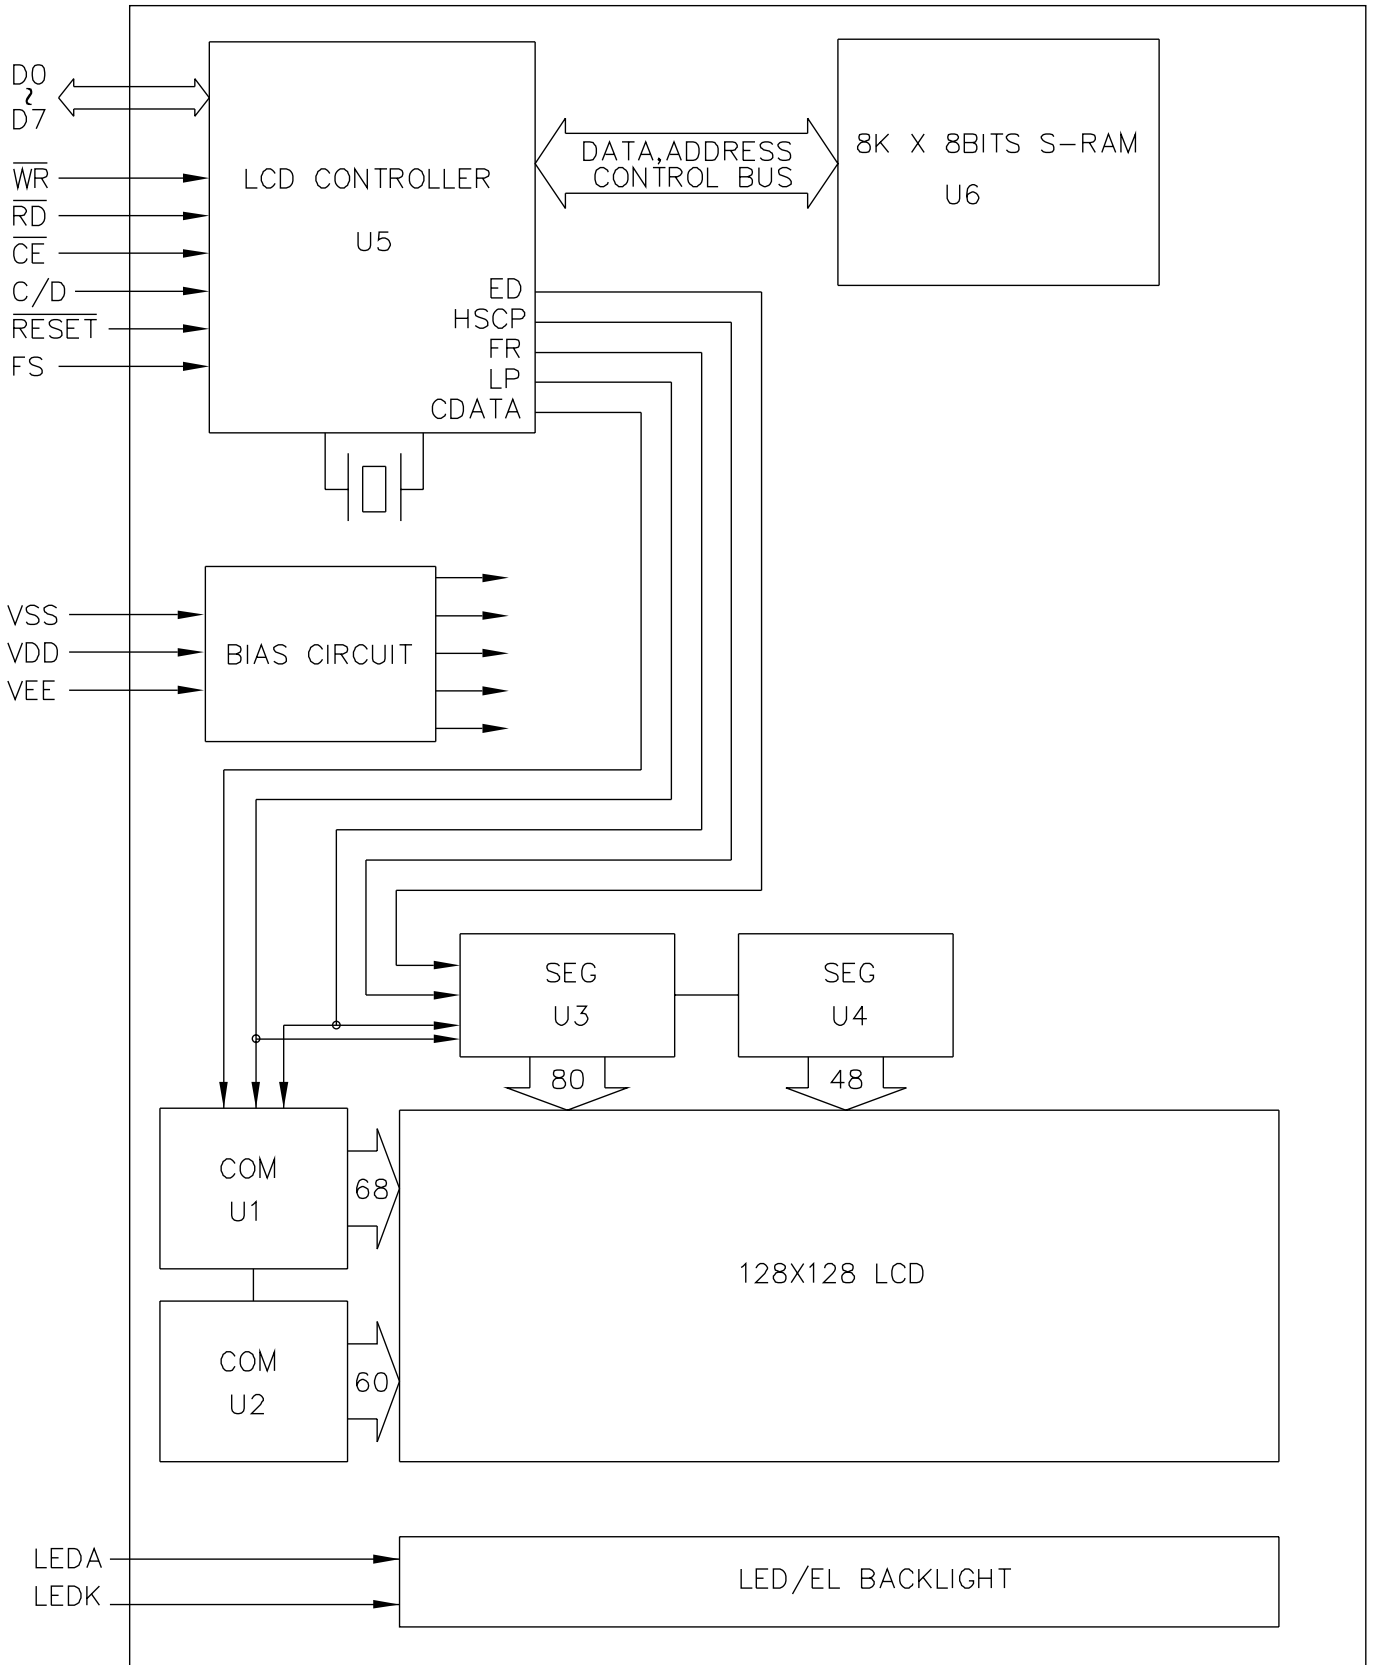 D0
~
D7
WR
RD
CE
C/D
RESET
FS
LCD CONTROLLER
U5
ED
HSCP
FR
LP
CDATA
DATA,ADDRESS
CONTROL BUS
8K X 8BITS S-RAM
U6
VSS
VDD
VEE
BIAS CIRCUIT
SEG
U3
SEG
U4
80
48
COM
U1
68
COM
U2
60
128X128 LCD
LEDA
LEDK
LED/EL BACKLIGHT